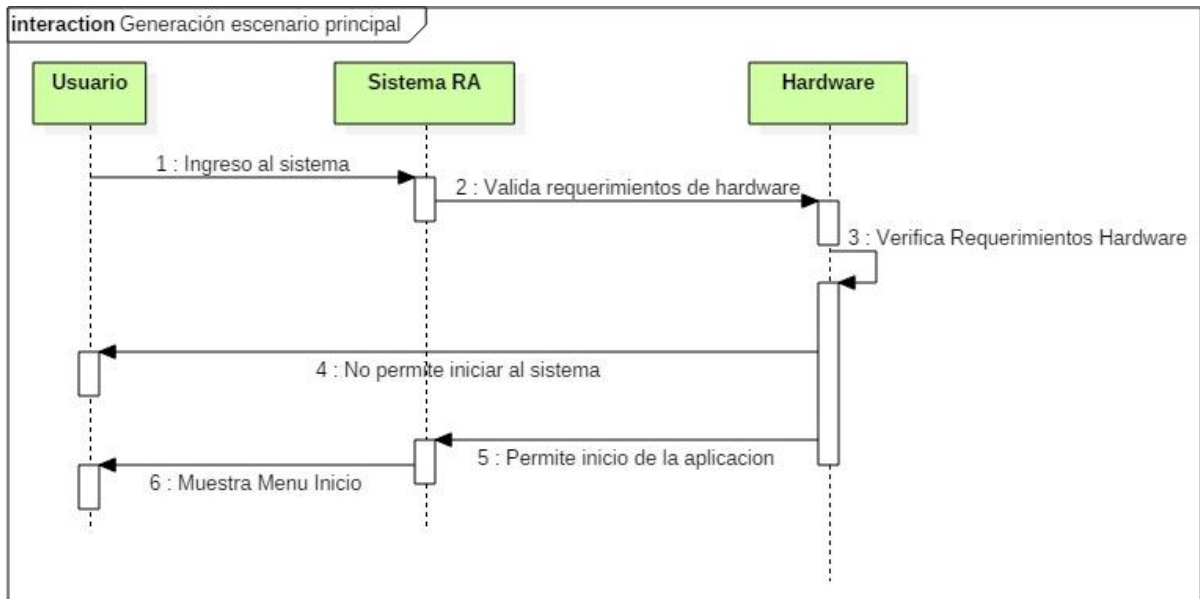 interaction Generación escenario principal
Usuario
Sistema RA
Hardware
1 : Ingreso al sistema
2 : Valida requerimientos de hardware
3 : Verifica Requerimientos Hardware
4 : No permite iniciar al sistema
5 : Permite inicio de la aplicacion
6 : Muestra Menu Inicio